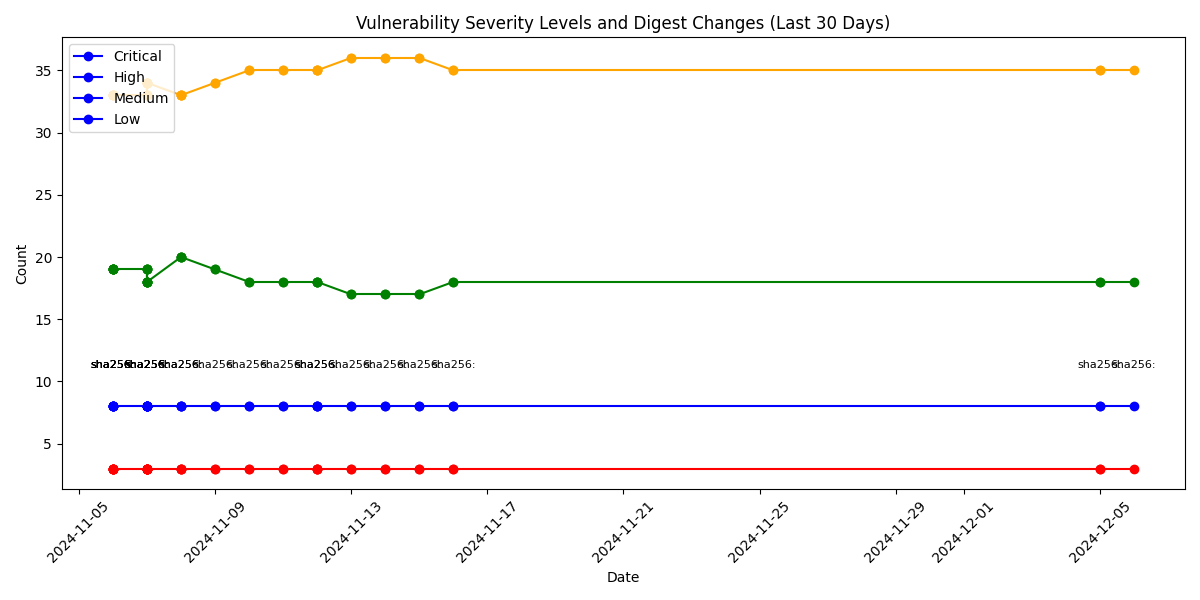 Vulnerability Severity Levels and Digest Changes (Last 30 Days)
Critical
High
Medium
Low
Count
35
30
25
20
15
10
5
sha256: sha256: sha256: sha256: sha256: sha256: sha256: sha256: sha256: sha256: sha256: sha256: sha256:
2024-11-05
2024-11-09
2024-11-13
2024-11-17
2024-11-21
2024-11-25
2024-11-29
2024-12-01
2024-12-05
Date